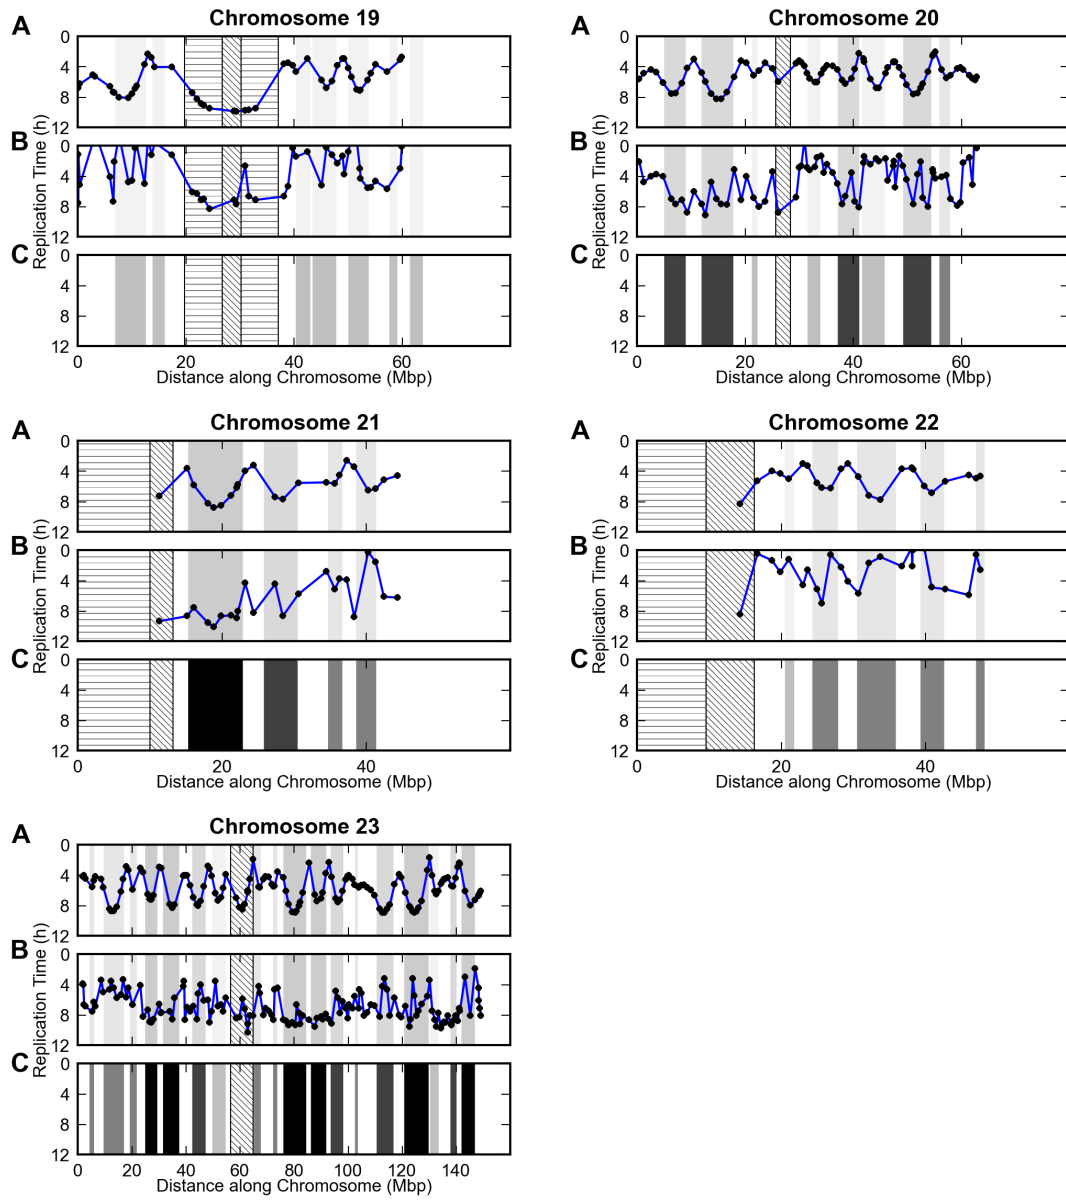 A
Chromosome 19
0
4
8
12
B
0
4
8
12
Replication Time (h)
C
0
4
8
12
0 20 40 60
Distance along Chromosome (Mbp)
A
Chromosome 20
0
4
8
12
B
0
4
8
12
Replication Time (h)
C
0
4
8
12
0 20 40 60
Distance along Chromosome (Mbp)
A
Chromosome 21
0
4
8
12
B
0
4
8
12
Replication Time (h)
C
0
4
8
12
0 20 40
Distance along Chromosome (Mbp)
A
Chromosome 22
0
4
8
12
B
0
4
8
12
Replication Time (h)
C
0
4
8
12
0 20 40
Distance along Chromosome (Mbp)
A
Chromosome 23
0
4
8
12
B
0
4
8
12
Replication Time (h)
C
0
4
8
12
0 20 40 60 80 100 120 140
Distance along Chromosome (Mbp)